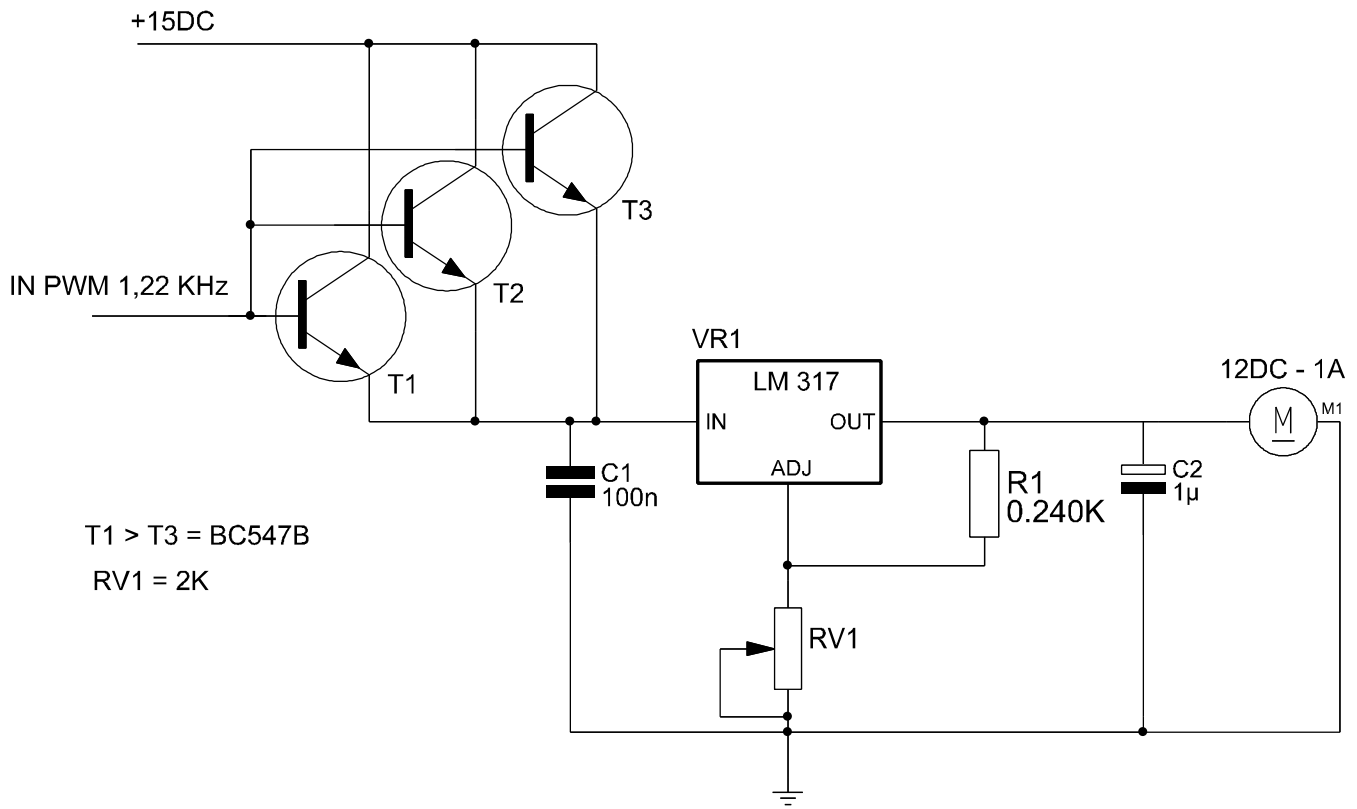 +15DC
T3
IN PWM 1,22 KHz
T2
T1
VR1
LM 317
IN
OUT
ADJ
12DC - 1A
M
M1
C1
100n
R1
0.240K
C2
1µ
T1 > T3 = BC547B
RV1 = 2K
RV1